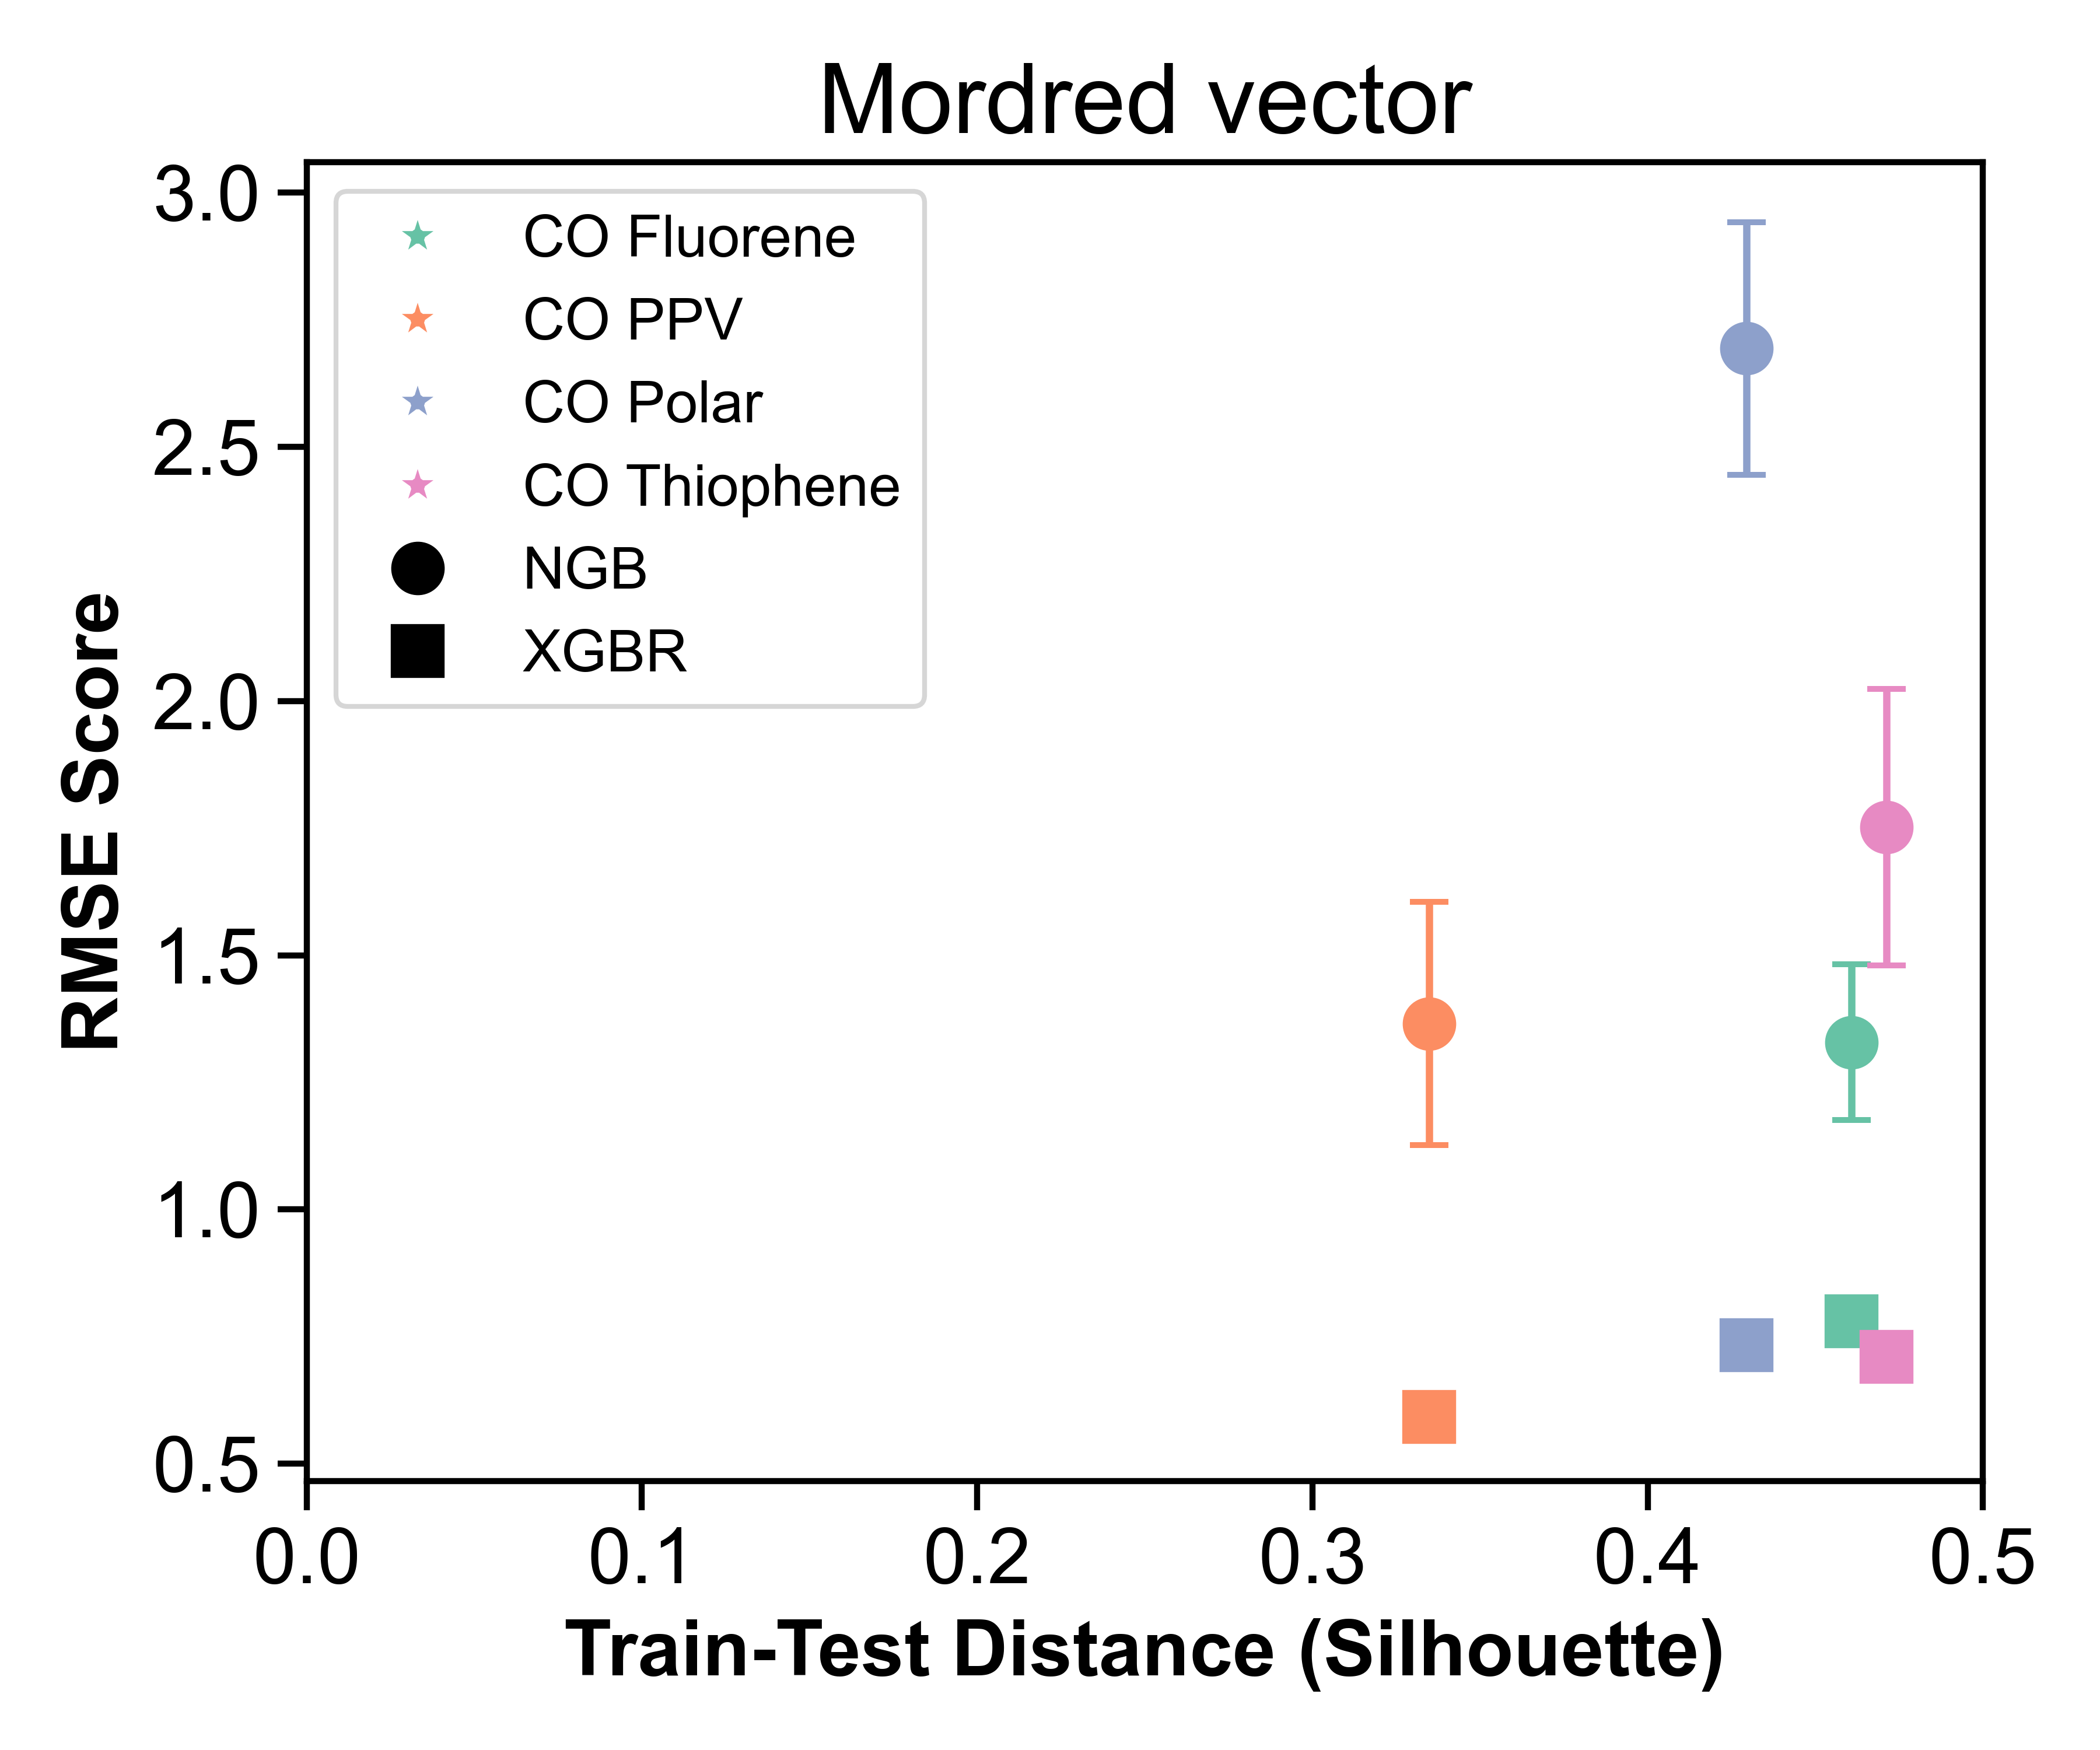 Mordred vector
3.0
2.5
2.0
1.5
1.0
0.5
RMSE Score
CO Fluorene
CO PPV
CO Polar
CO Thiophene
NGB
XGBR
0.0 0.1 0.2 0.3 0.4 0.5
Train-Test Distance (Silhouette)